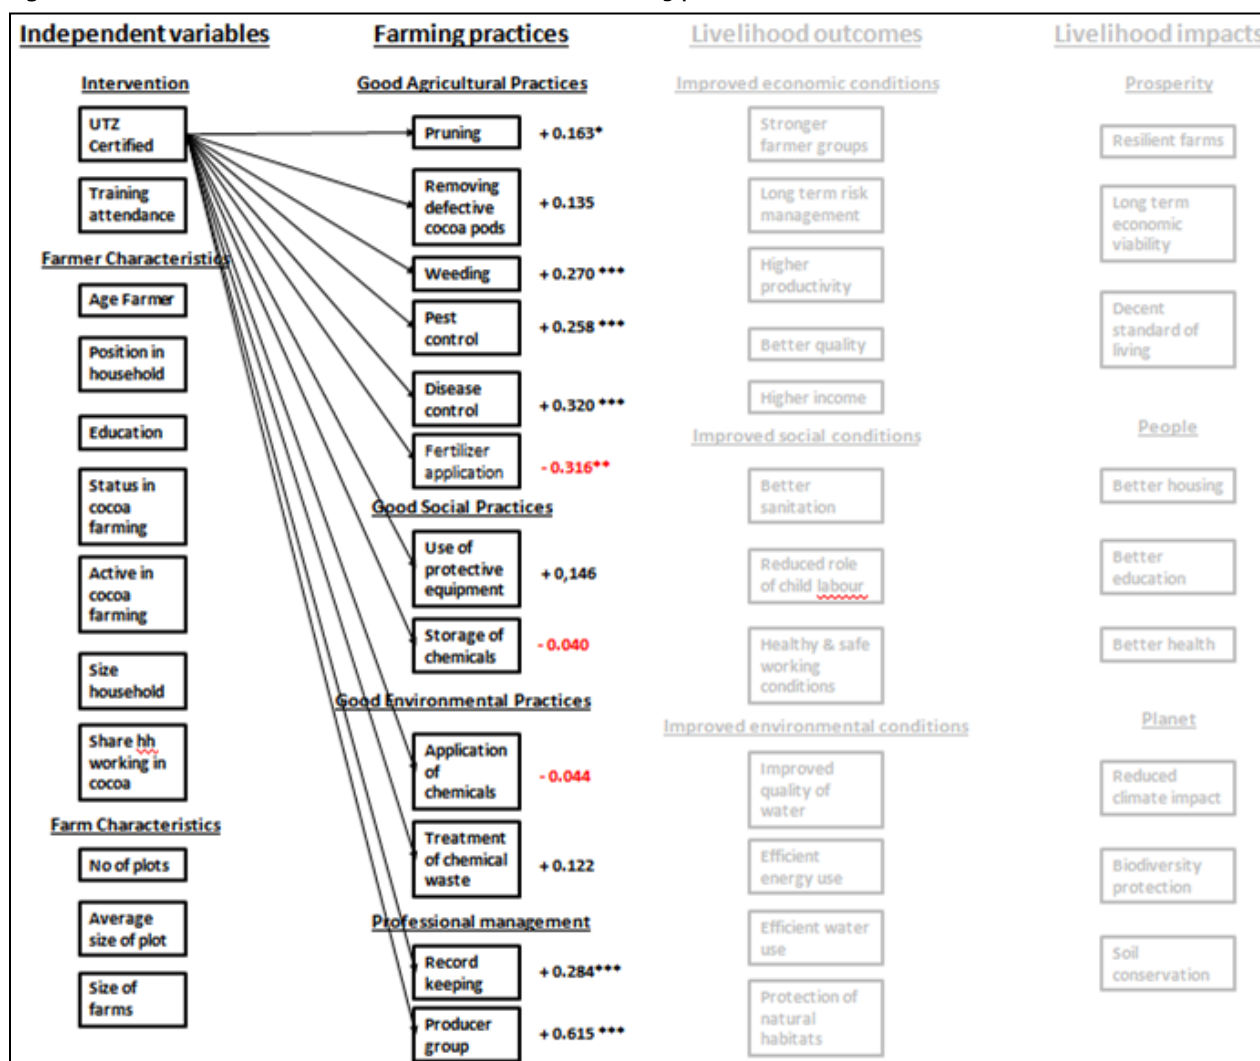 Independent variables
Intervention
UTZ
Certified
Training
attendance
Farmer Characteristics
Age Farmer
Position in
household
Education
Status in
cocoa
farming
Active in
cocoa
farming
Size
household
Share hh
working in
cocoa
Farm Characteristics
No of plots
Average
size of plot
Size of
farms
Farming practices
Good Agricultural Practices
Pruning + 0.163*
Removing
defective
cocoa pods
+ 0.135
Weeding + 0.270 ***
Pest
control
+ 0.258 ***
Disease
control
+ 0.320 ***
Fertilizer
application
- 0.316**
Good Social Practices
Use of
protective
equipment
+ 0,146
Storage of
chemicals
- 0.040
Good Environmental Practices
Application
of
chemicals
- 0.044
Treatment
of chemical
waste
+ 0.122
Professional management
Record
keeping
+ 0.284***
Producer
group
+ 0.615 ***
Livelihood outcomes
Improved economic conditions
Stronger
farmer groups
Long term risk
management
Higher
productivity
Better quality
Higher income
Improved social conditions
Better
sanitation
Reduced role
of child labour
Healthy & safe
working
conditions
Improved environmental conditions
Improved
quality of
water
Efficient
energy use
Efficient water
use
Protection of
natural
habitats
Livelihood impacts
Prosperity
Resilient farms
Long term
economic
viability
Decent
standard of
living
People
Better housing
Better
education
Better health
Planet
Reduced
climate impact
Biodiversity
protection
Soil
conservation